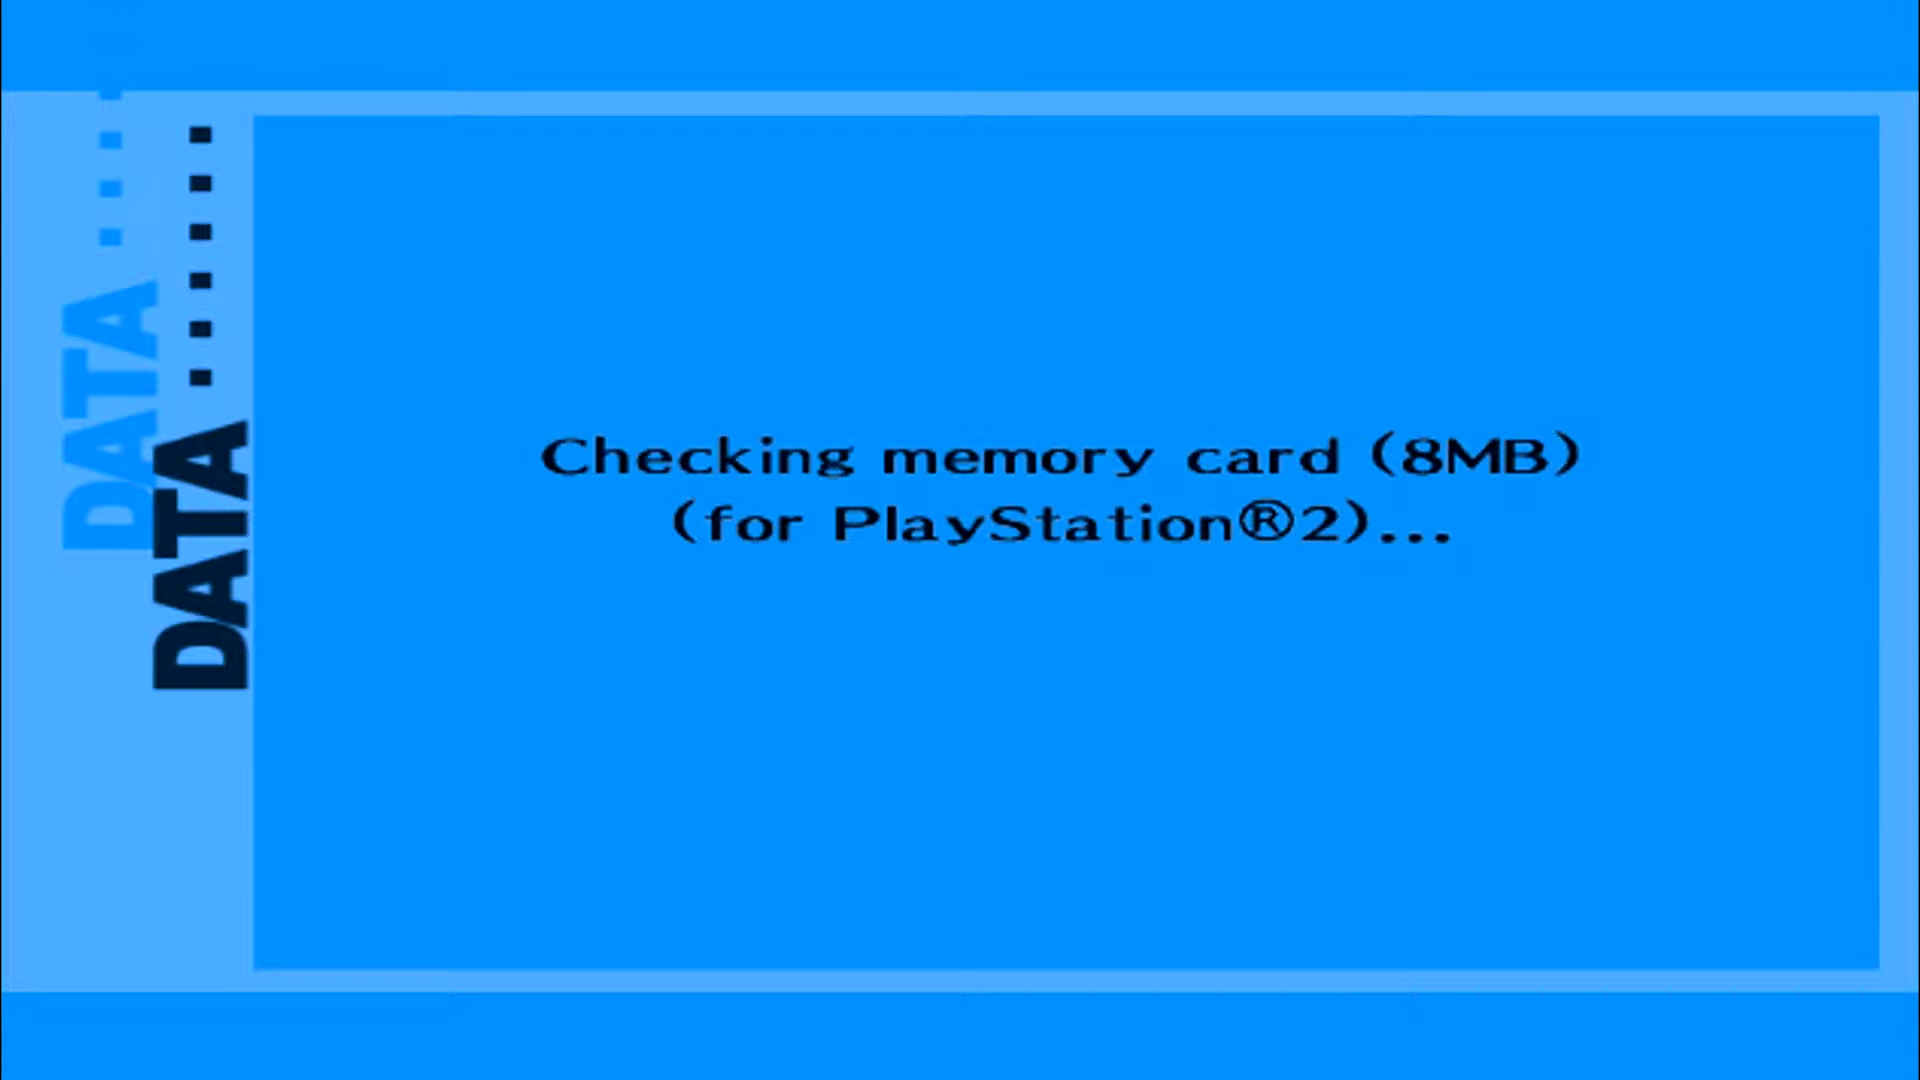 DATA......
DATA...
Checking memory card (8MB)
(for PlayStation®2)...